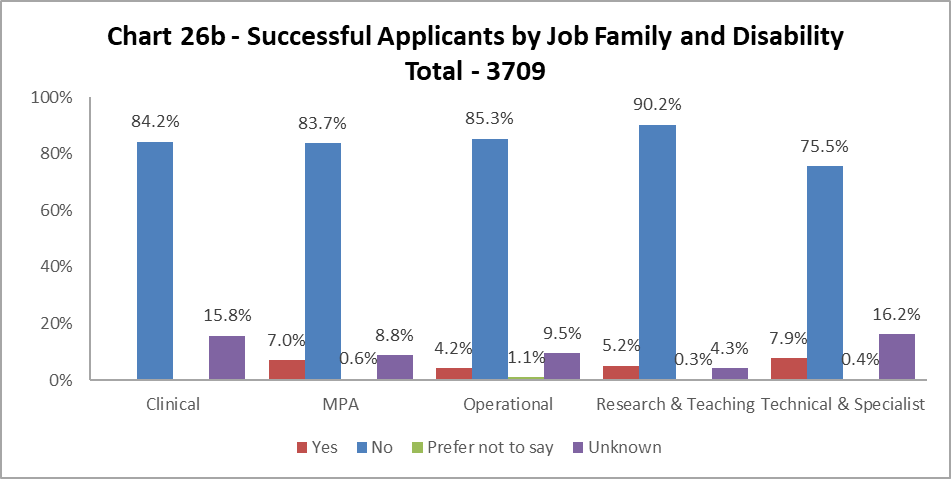 Chart 26b - Successful Applicants by Job Family and Disability
Total - 3709
100%
80%
60%
40%
20%
0%
84.2%
15.8%
7.0%
83.7%
0.6%
8.8%
4.2%
85.3%
1.1%
9.5%
5.2%
90.2%
0.3%
4.3%
7.9%
75.5%
0.4%
16.2%
Clinical
MPA
Operational
Research & Teaching
Technical & Specialist
Yes
No
Prefer not to say
Unknown